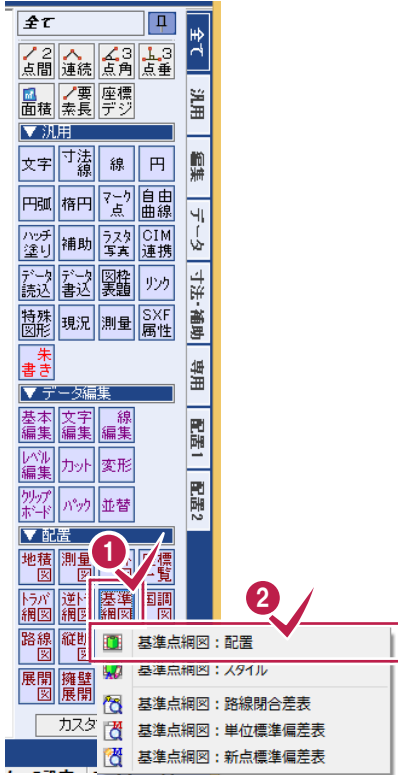 全て
2 点間 連続 3 点角 3 点垂
面積 要素長 座標デジ
▼ 汎用
文字 寸法線 線 円
円弧 楕円 マーク点 自由曲線
ハッチ塗り 補助 ラスタ写真 CIM連携
データ読込 データ書込 図枠表題 リンク
特殊図形 現況 測量 SXF属性
朱書き
▼ データ編集
基本編集 文字編集 線編集
レベル編集 カット 変形
クリップボード パック 並替
▼ 配置
地積図 測量図 標覧
1
トラバ網図 逆ト網図 基準網図 国調図
2
路線図 縦断図
展開図 擁壁展開
カスタ
基準点網図：配置
基準点網図：スタイル
基準点網図：路線閉合差表
基準点網図：単位標準偏差表
基準点網図：新点標準偏差表
全て
汎用
編集
データ
寸法・補助
専用
配置1
配置2